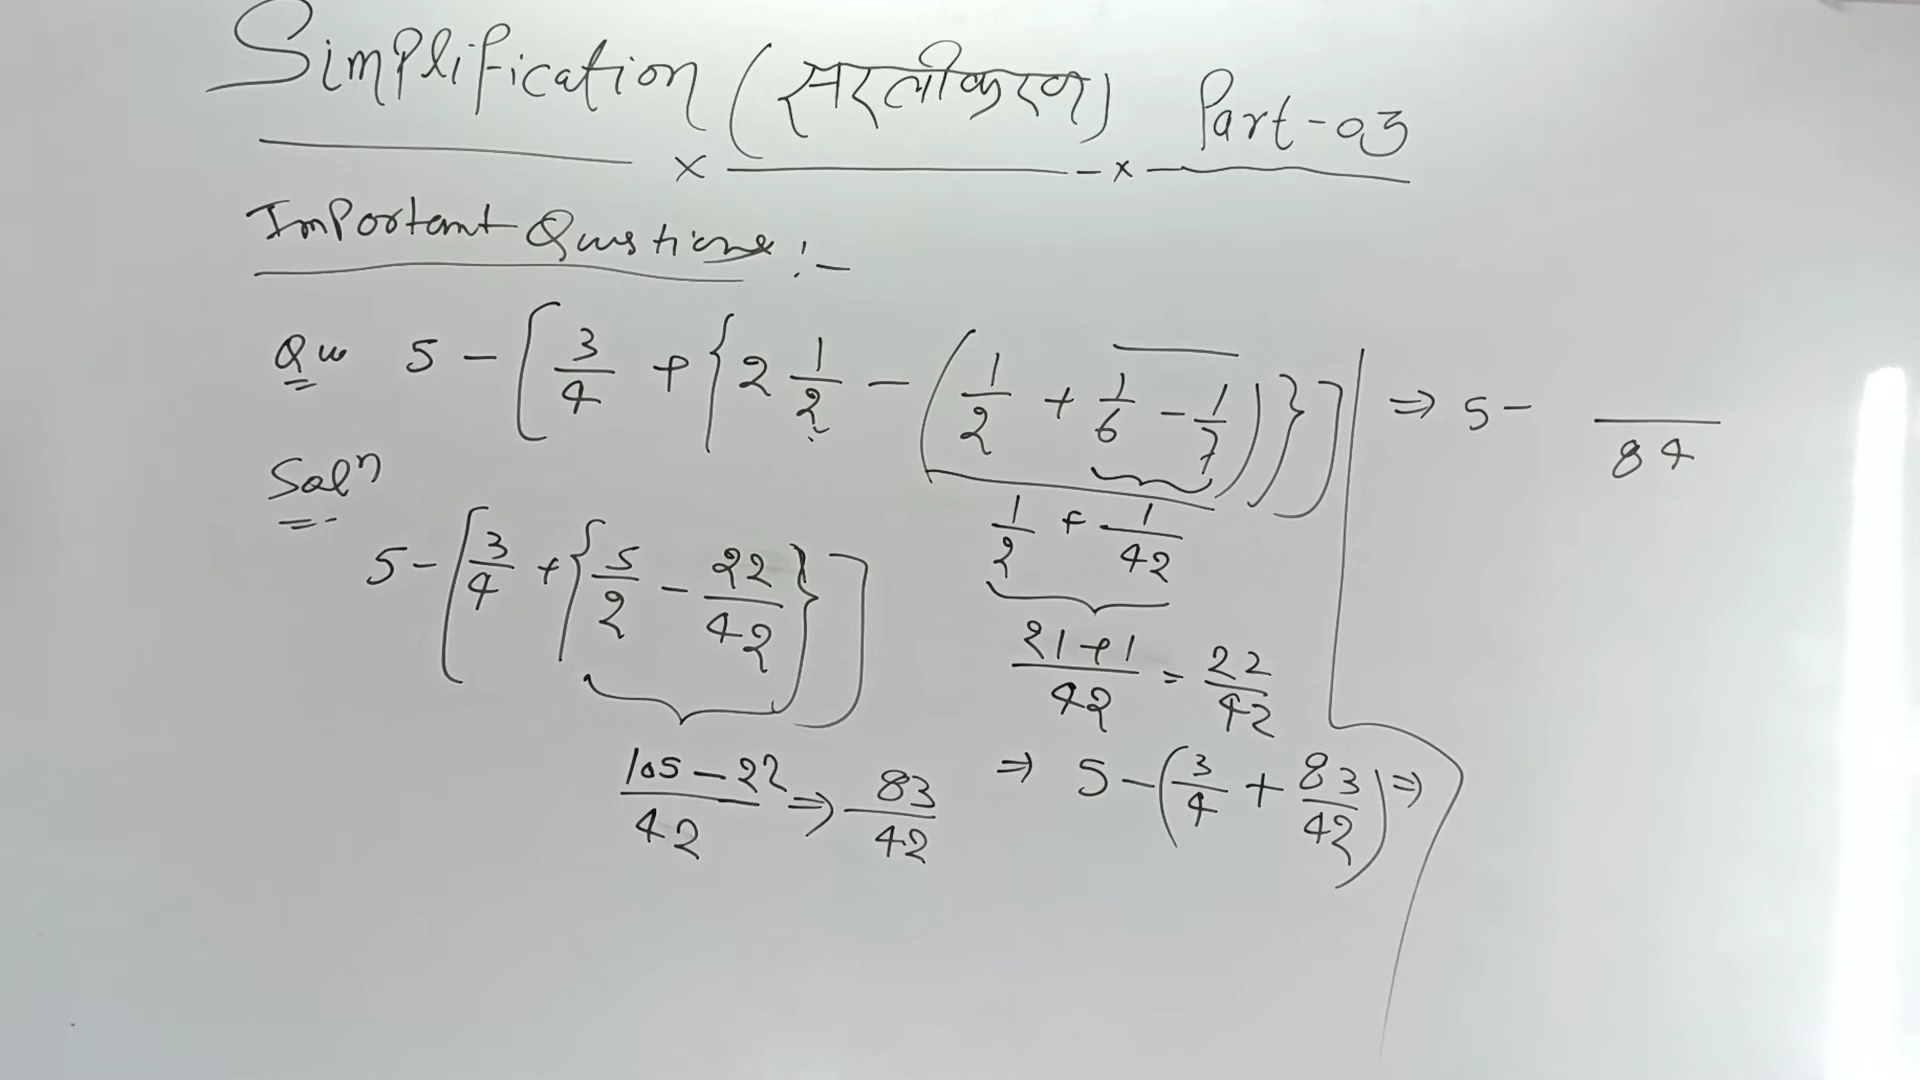 Simplification (सरलीकरण) Part-03
Important Questions :-
Qu 5 - [3/4 + {2 1/2 - (1/2 + 1/6 - 1/7)}]
Solⁿ
1/2 + 1/42
5 - [3/4 + {5/2 - 22/42}]
21+1/42 = 22/42
105-22/42 ⇒ 83/42
⇒ 5 - (3/4 + 83/42) ⇒
⇒ 5 - /84